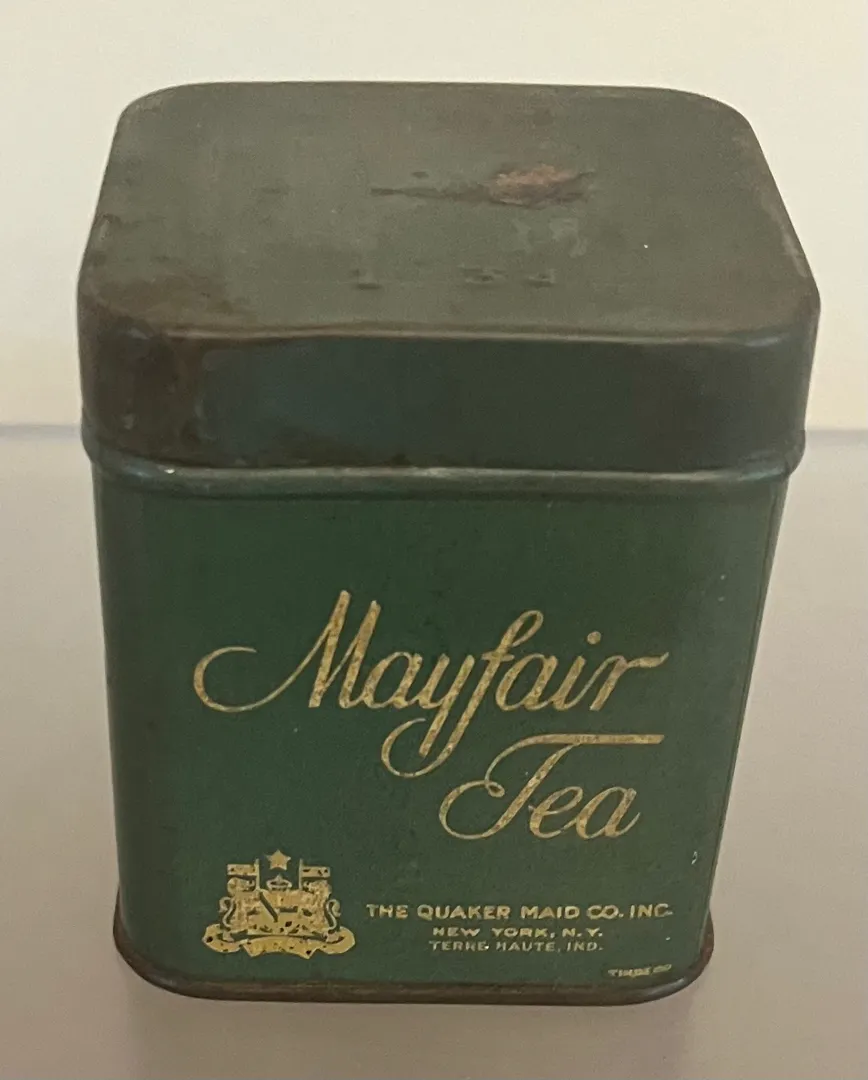 Mayfair
Tea
THE QUAKER MAID CO. INC.
NEW YORK, N.Y.
TERRE HAUTE, IND.